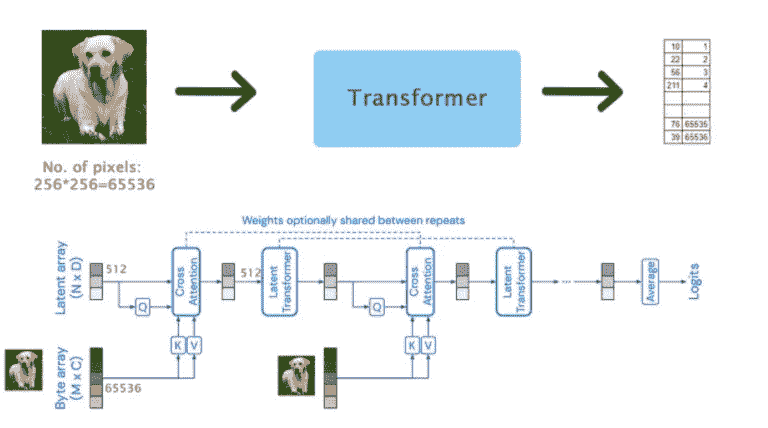 Transformer
10 1
22 2
56 3
211 4
76 65535
39 65536
No. of pixels:
256*256=65536
Weights optionally shared between repeats
Latent array
(N x D)
512
Q
Cross
Attention
512
Latent
Transformer
Q
Cross
Attention
Latent
Transformer
...
Average
Logits
K
V
K
V
Byte array
(M x C)
65536